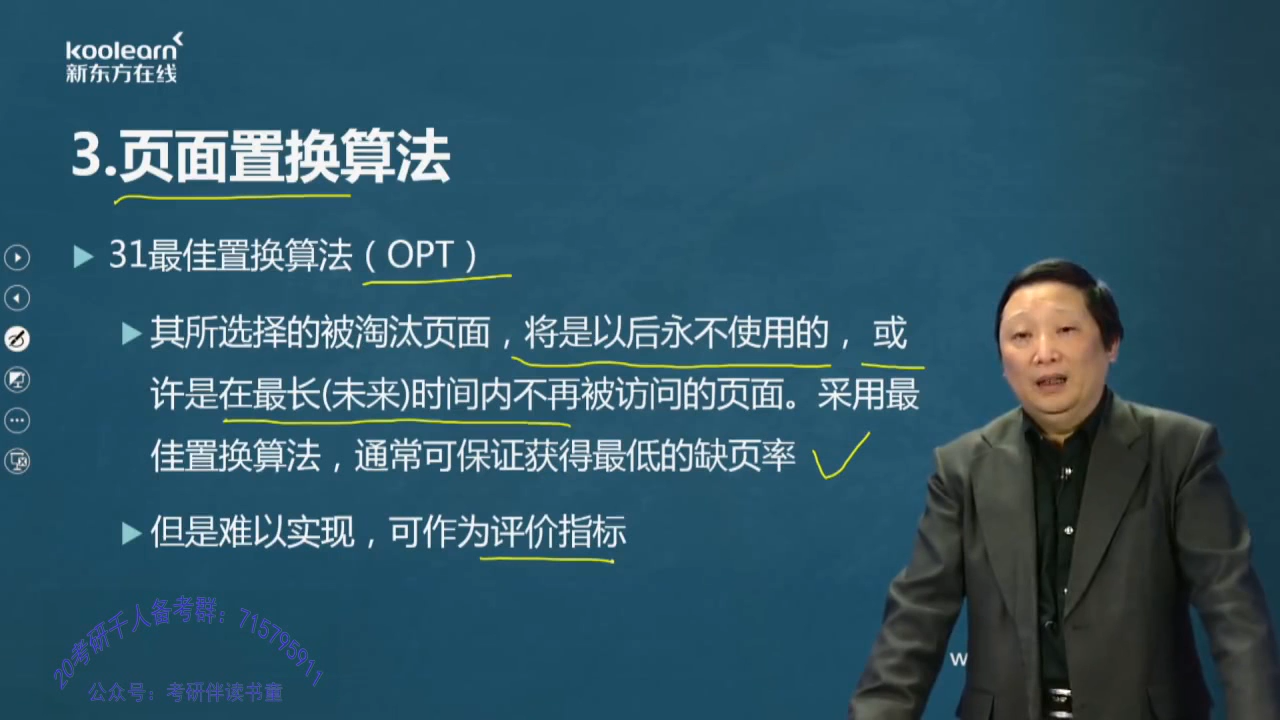 koolearn
新东方在线
3.页面置换算法
31最佳置换算法（OPT）
其所选择的被淘汰页面，将是以后永不使用的， 或
许是在最长(未来)时间内不再被访问的页面。采用最
佳置换算法，通常可保证获得最低的缺页率
但是难以实现，可作为评价指标
20考研千人备考群：715795911
公众号：考研伴读书童
w